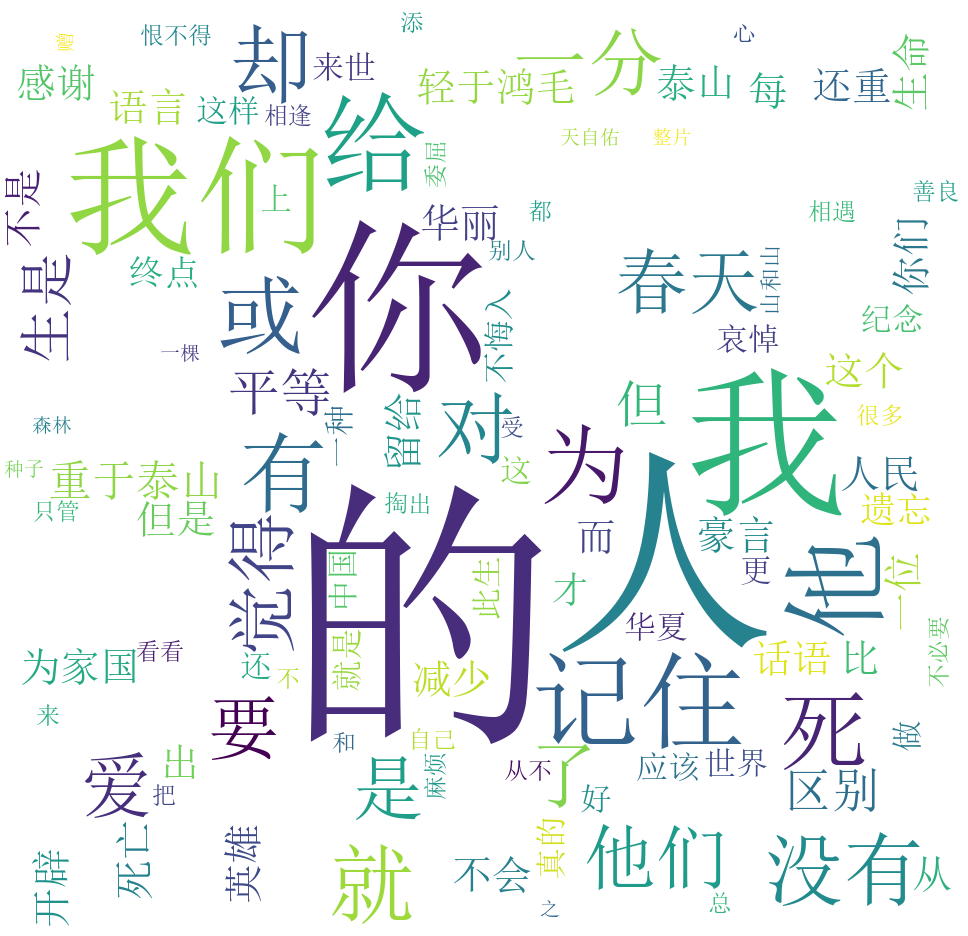 恨不得
添
心
却
来世
一分
感谢
语言
这样
相逢
给
轻于鸿毛
泰山
每
还重
生命
天自佑
整片
我们
上
委屈
不是
华丽
都
别人
善良
相遇
你们
终点
你
春天
山和山
生是
或
不悔入
纪念
哀悼
一棵
平等
这个
我
但
留给
一种
对
受
很多
森林
有
为
人
人民
种子
重于泰山
这
只管
但是
掏出
而
豪言
遗忘
觉得
的
中国
此生
才
更
他
一位
华夏
不必要
看看
为家国
还
不
就是
减少
记住
话语
比
来
要
和
自己
死
做
爱
把
出
是
麻烦
从不
了
好
应该
世界
区别
开辟
死亡
英雄
就
不会
真的
他们
没有
从
之
总